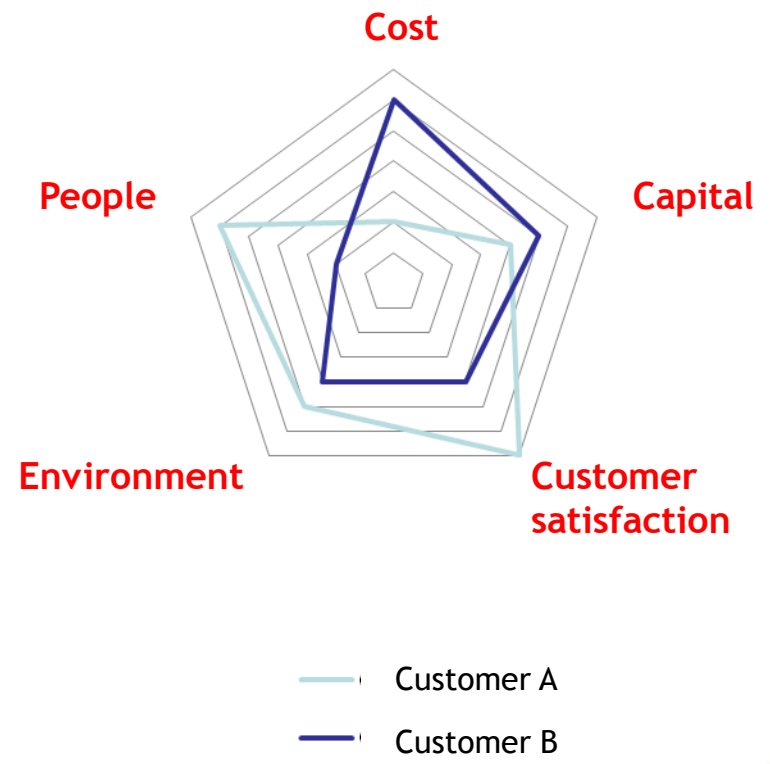 Cost
People
Capital
Environment
Customer
satisfaction
Customer A
Customer B